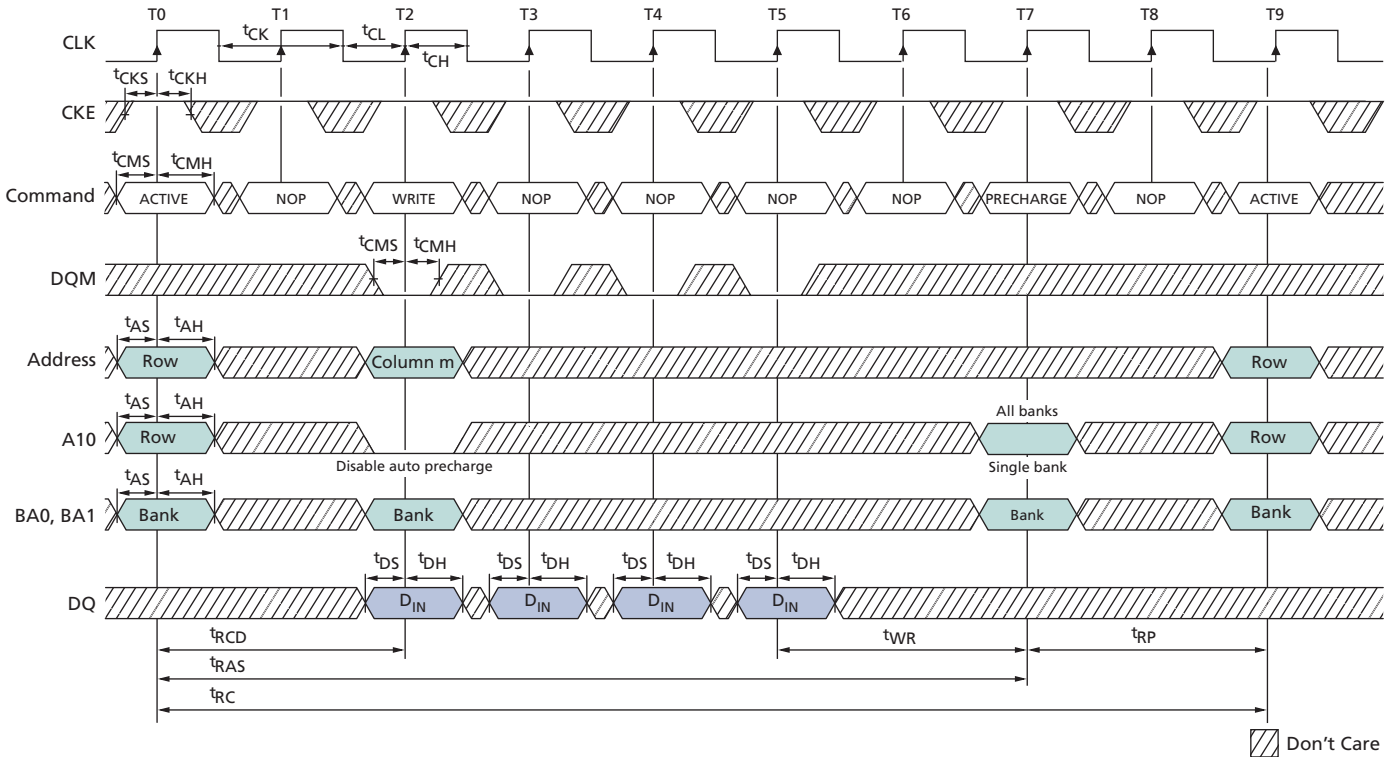 T0 T1 T2 T3 T4 T5 T6 T7 T8 T9
CLK tCK tCL
tCH
tCKS tCKH
CKE
tCMS tCMH
Command ACTIVE NOP WRITE NOP NOP NOP NOP PRECHARGE NOP ACTIVE
tCMS tCMH
DQM
tAS tAH
Address Row Column m Row
tAS tAH All banks
A10 Row Row
Disable auto precharge Single bank
tAS tAH
BA0, BA1 Bank Bank Bank Bank
tDS tDH tDS tDH tDS tDH tDS tDH
DQ DIN DIN DIN DIN
tRCD tWR tRP
tRAS
tRC
Don't Care